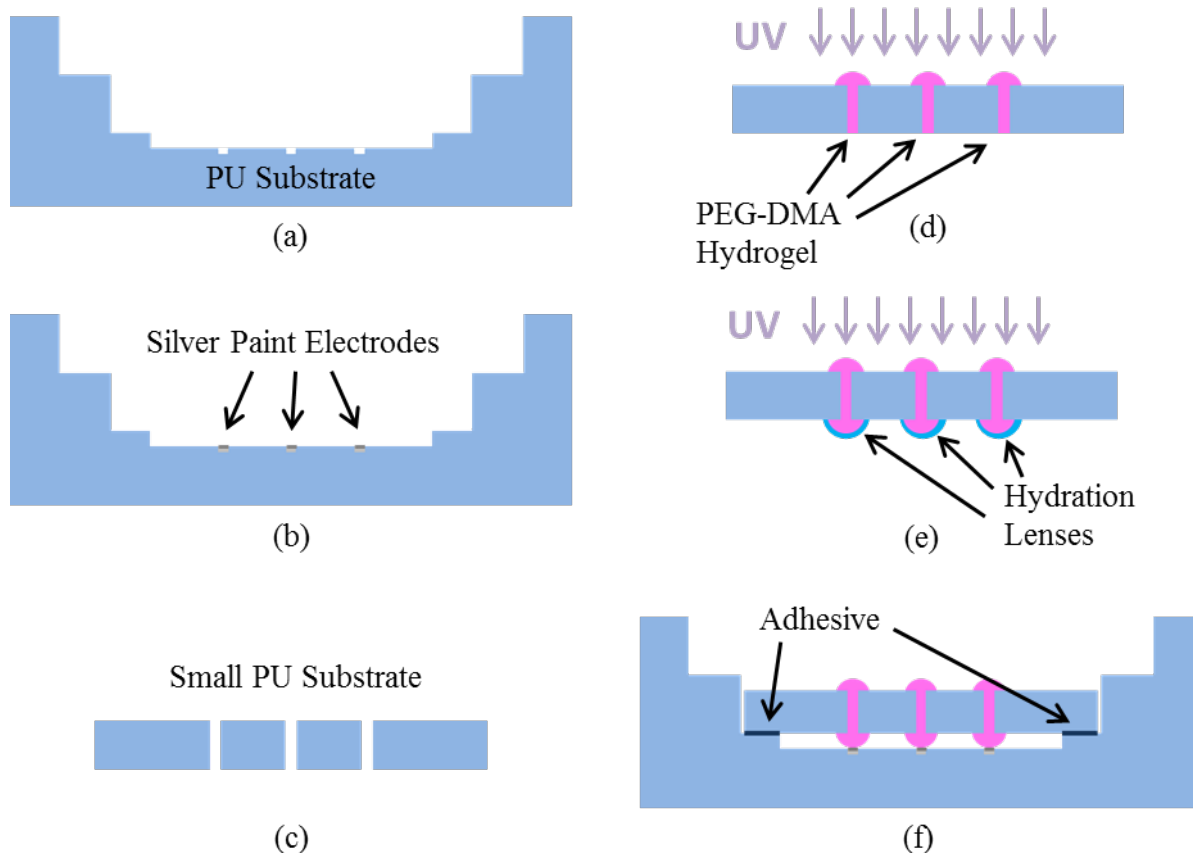 PU Substrate
(a)
Silver Paint Electrodes
(b)
Small PU Substrate
(c)
UV
PEG-DMA
Hydrogel
(d)
UV
Hydration
Lenses
(e)
Adhesive
(f)